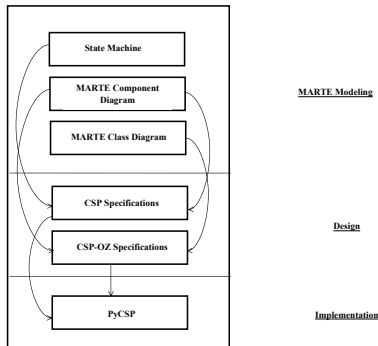 State Machine
MARTE Component
Diagram
MARTE Modeling
MARTE Class Diagram
CSP Specifications
Design
CSP-OZ Specifications
PyCSP
Implementation